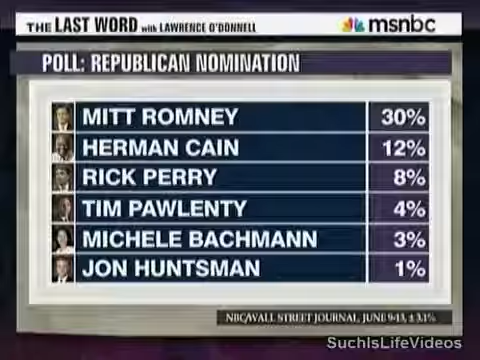 THE LAST WORD WITH LAWRENCE O'DONNELL msnbc
POLL: REPUBLICAN NOMINATION
MITT ROMNEY 30%
HERMAN CAIN 12%
RICK PERRY 8%
TIM PAWLENTY 4%
MICHELE BACHMANN 3%
JON HUNTSMAN 1%
NBC/WALL STREET JOURNAL, JUNE 9-13, ± 3.1%
SuchIsLifeVideos